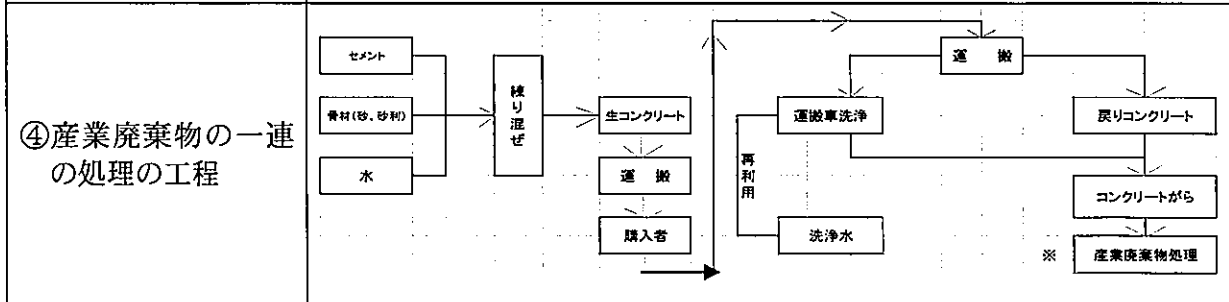 ④産業廃棄物の一連
の処理の工程
セメント
骨材(砂、砂利)
水
練り混ぜ
生コンクリート
運 搬
購入者
運 搬
運搬車洗浄
戻りコンクリート
再利用
洗浄水
コンクリートがら
※ 産業廃棄物処理